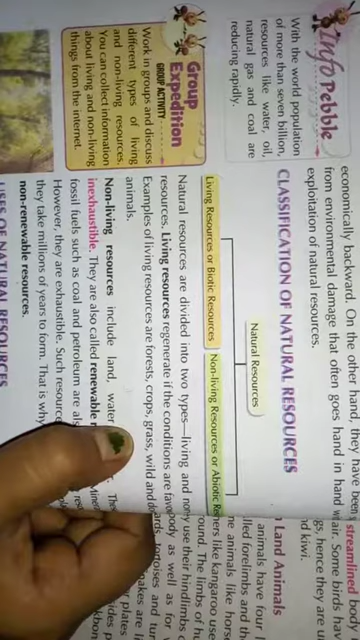 Info Pebble
With the world population
of more than seven billion,
resources like water, oil,
natural gas and coal are
reducing rapidly.
Group
Expedition
GROUP ACTIVITY
Work in groups and discuss
different types of living
and non-living resources.
You can collect information
about living and non-living
things from the internet.
economically backward. On the other hand, they have been
from environmental damage that often goes hand in hand
exploitation of natural resources.
CLASSIFICATION OF NATURAL RESOURCES
Natural Resources
Living Resources or Biotic Resources
Non-living Resources or Abiotic
Natural resources are divided into two types—living and
resources. Living resources regenerate if the conditions are
Examples of living resources are forests, crops, grass, wild and
animals.
Non-living resources include land, water
inexhaustible. They are also called renewable
fossil fuels such as coal and petroleum are
However, they are exhaustible. Such
they take millions of years to form. That is why
non-renewable resources.
USES OF NATURAL RESOURCES
streamlined body
air. Some birds
hence they are
kiwi.
Land Animals
animals have four
forelimbs and
animals like
like kangaroo use
The limbs of
use their hindlimbs
body as well as for
tortoises and
plates